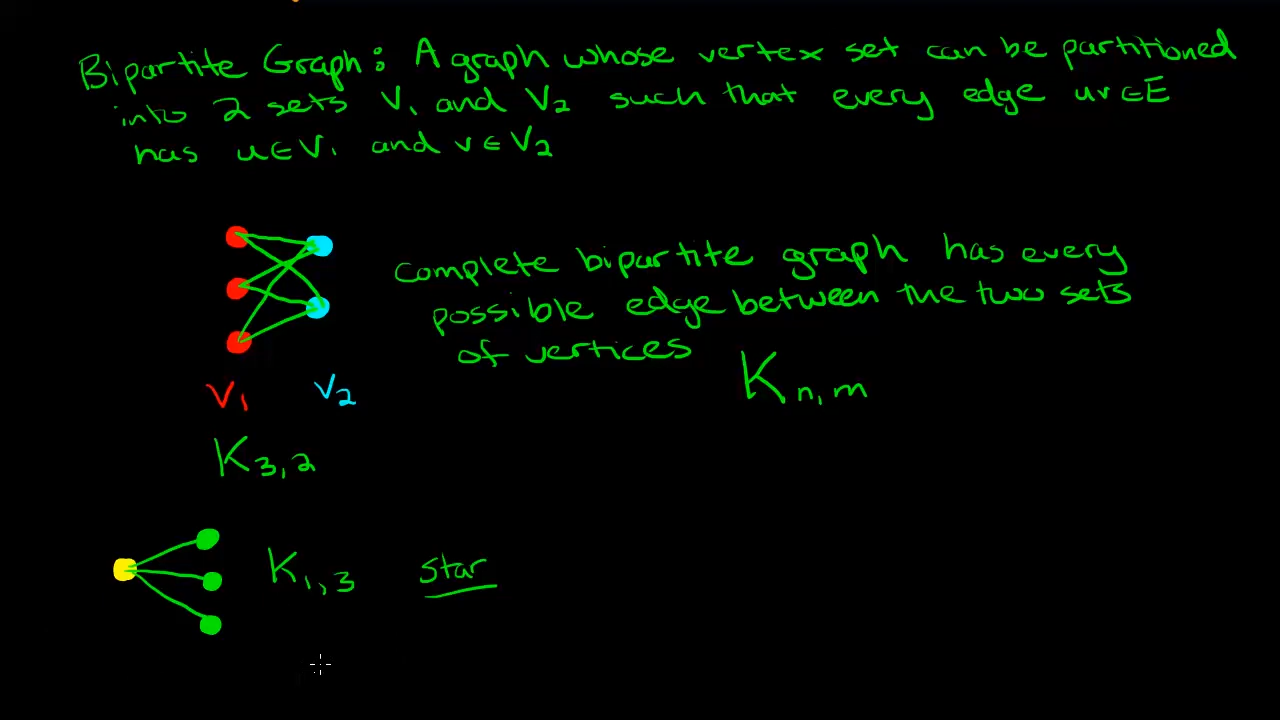 Bipartite Graph: A graph whose vertex set can be partitioned
into 2 sets V₁ and V₂ such that every edge uv∈E
has u∈V₁ and v∈V₂
complete bipartite graph has every
possible edge between the two sets
of vertices
Kₙ,ₘ
V₁ V₂
K₃,₂
K₁,₃ star